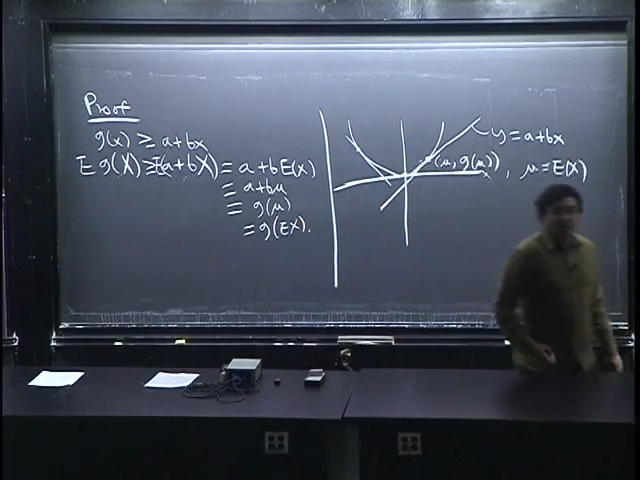 Proof
g(x) ≥ a+bx
E g(X) ≥ E(a+bX) = a+bE(X)
= a+bμ
= g(μ)
= g(EX).
y = a+bx
(μ, g(μ)), μ = E(X)
x